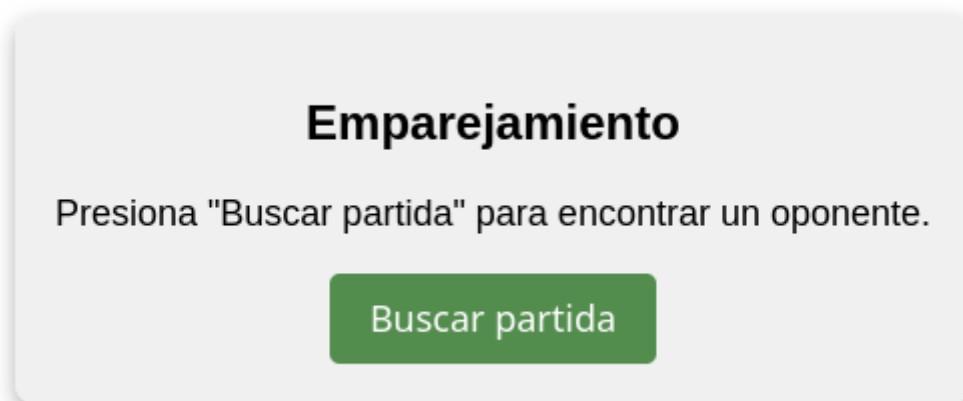 Emparejamiento
Presiona "Buscar partida" para encontrar un oponente.
Buscar partida